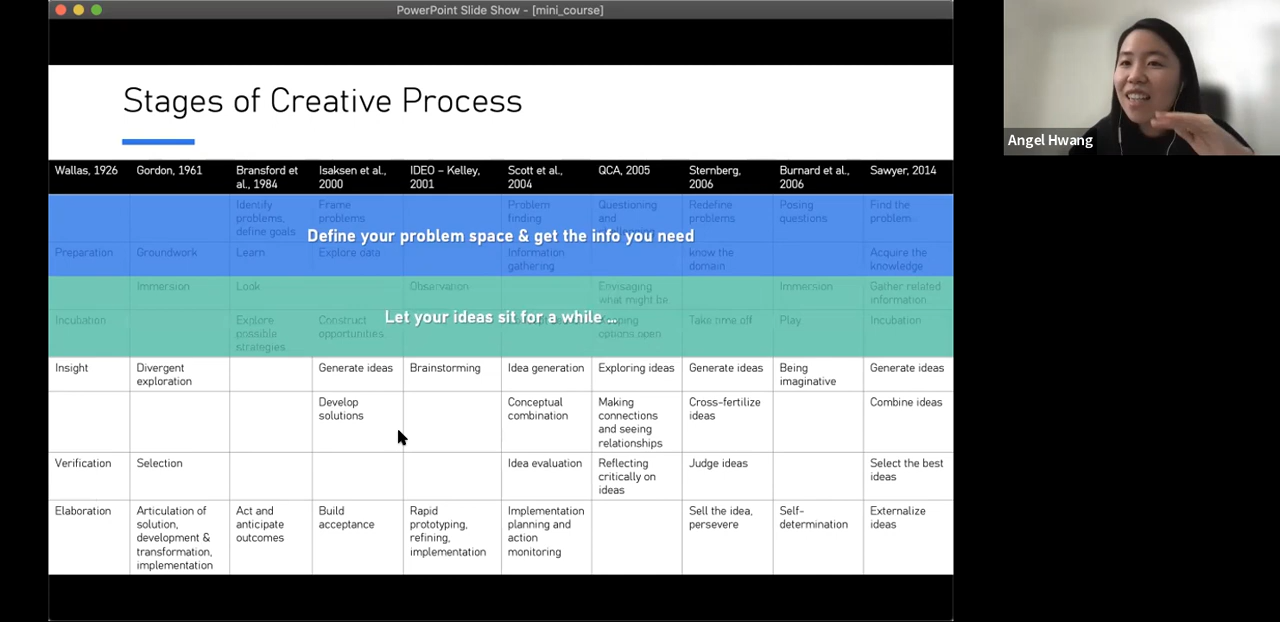 PowerPoint Slide Show - [mini_course]
Angel Hwang
Stages of Creative Process
Wallas, 1926 Gordon, 1961 Bransford et al., 1984 Isaksen et al., 2000 IDEO – Kelley, 2001 Scott et al., 2004 QCA, 2005 Sternberg, 2006 Burnard et al., 2006 Sawyer, 2014
Identify problems, define goals Frame problems Problem finding Questioning and Redefine problems Posing questions Find the problem
Define your problem space & get the info you need
Preparation Groundwork Learn Explore data Information gathering know the domain Acquire the knowledge
Immersion Look Observation Envisaging what might be Immersion Gather related information
Let your ideas sit for a while ...
Incubation Explore possible strategies Construct opportunities options open Take time off Play Incubation
Insight Divergent exploration Generate ideas Brainstorming Idea generation Exploring ideas Generate ideas Being imaginative Generate ideas
Develop solutions Conceptual combination Making connections and seeing relationships Cross-fertilize ideas Combine ideas
Verification Selection Idea evaluation Reflecting critically on ideas Judge ideas Select the best ideas
Elaboration Articulation of solution, development & transformation, implementation Act and anticipate outcomes Build acceptance Rapid prototyping, refining, implementation Implementation planning and action monitoring Sell the idea, persevere Self-determination Externalize ideas